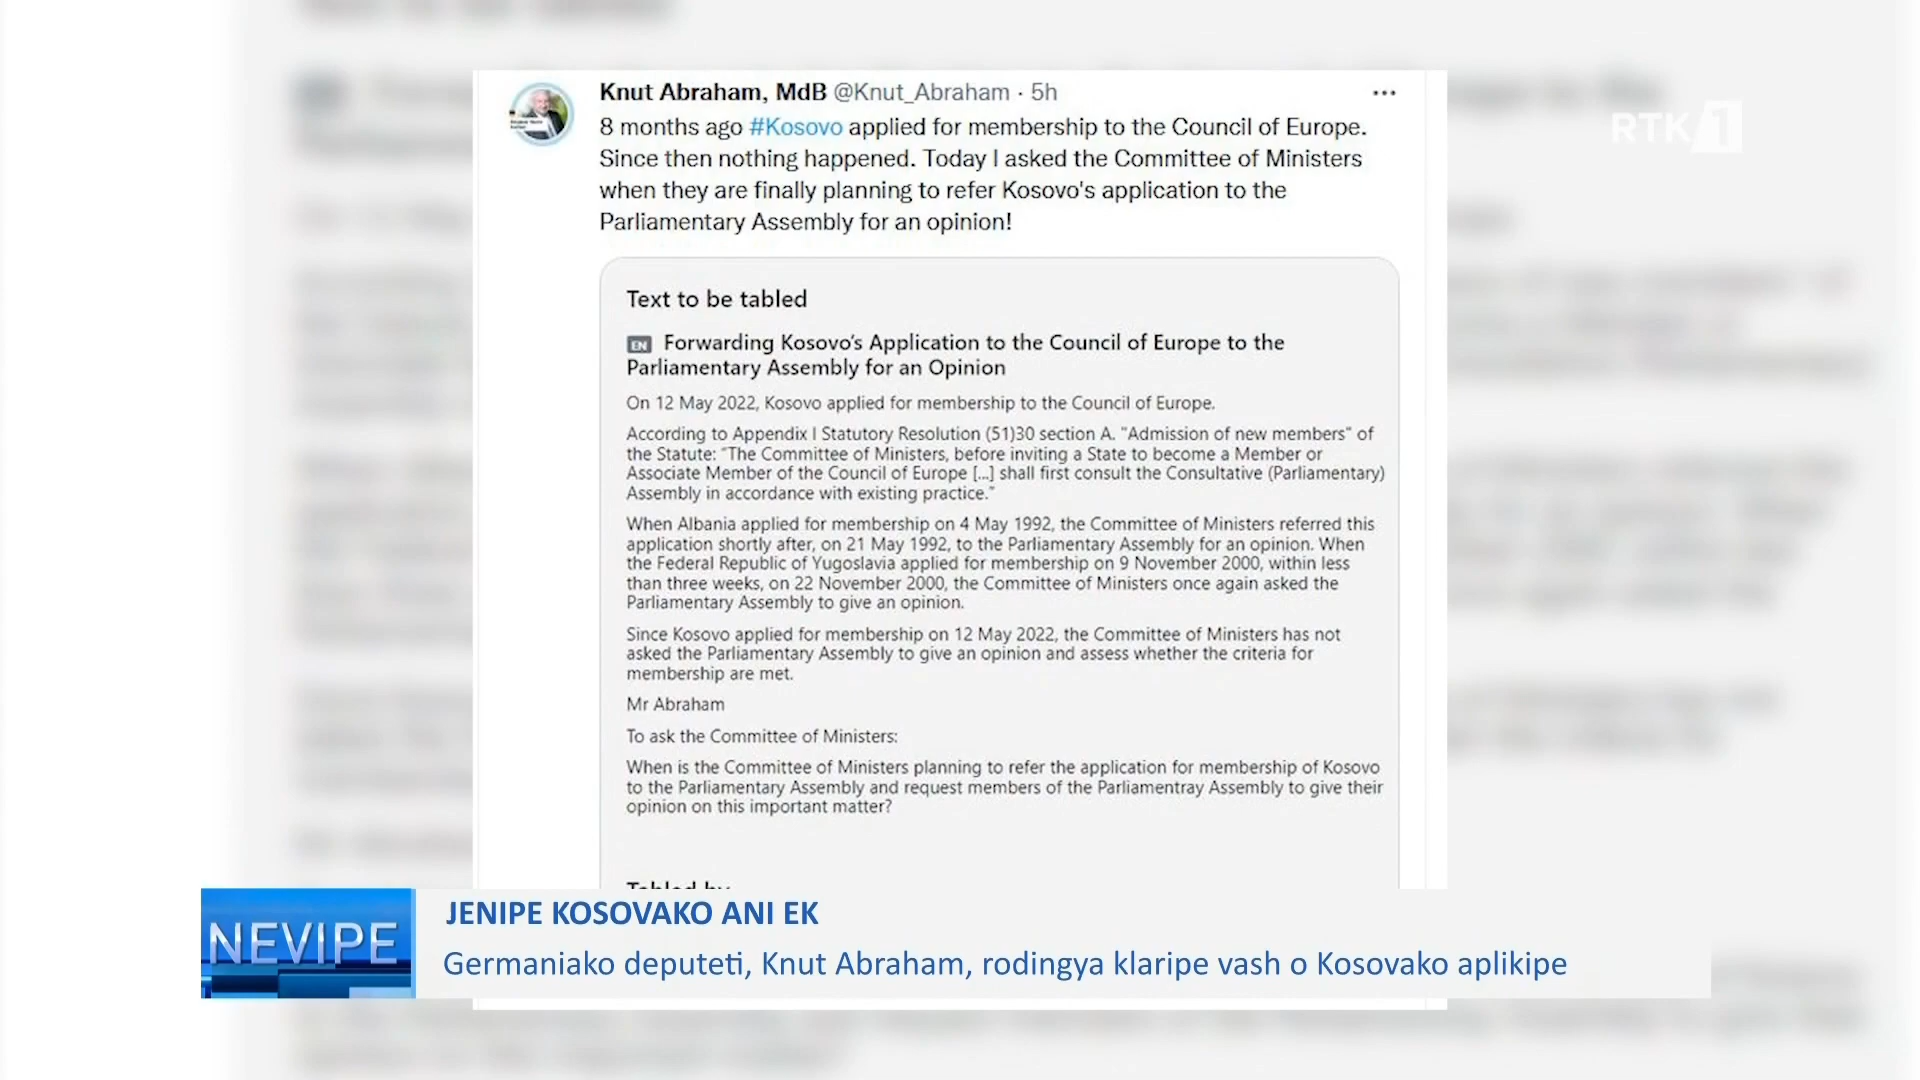 Knut Abraham, MdB @Knut_Abraham · 5h
8 months ago #Kosovo applied for membership to the Council of Europe.
Since then nothing happened. Today I asked the Committee of Ministers
when they are finally planning to refer Kosovo's application to the
Parliamentary Assembly for an opinion!
RTK 1
Text to be tabled
EN Forwarding Kosovo's Application to the Council of Europe to the
Parliamentary Assembly for an Opinion
On 12 May 2022, Kosovo applied for membership to the Council of Europe.
According to Appendix I Statutory Resolution (51)30 section A. "Admission of new members" of
the Statute: "The Committee of Ministers, before inviting a State to become a Member or
Associate Member of the Council of Europe [...] shall first consult the Consultative (Parliamentary)
Assembly in accordance with existing practice."
When Albania applied for membership on 4 May 1992, the Committee of Ministers referred this
application shortly after, on 21 May 1992, to the Parliamentary Assembly for an opinion. When
the Federal Republic of Yugoslavia applied for membership on 9 November 2000, within less
than three weeks, on 22 November 2000, the Committee of Ministers once again asked the
Parliamentary Assembly to give an opinion.
Since Kosovo applied for membership on 12 May 2022, the Committee of Ministers has not
asked the Parliamentary Assembly to give an opinion and assess whether the criteria for
membership are met.
Mr Abraham
To ask the Committee of Ministers:
When is the Committee of Ministers planning to refer the application for membership of Kosovo
to the Parliamentary Assembly and request members of the Parliamentray Assembly to give their
opinion on this important matter?
Tabled by
NEVIPE
JENIPE KOSOVAKO ANI EK
Germaniako deputeti, Knut Abraham, rodingya klaripe vash o Kosovako aplikipe